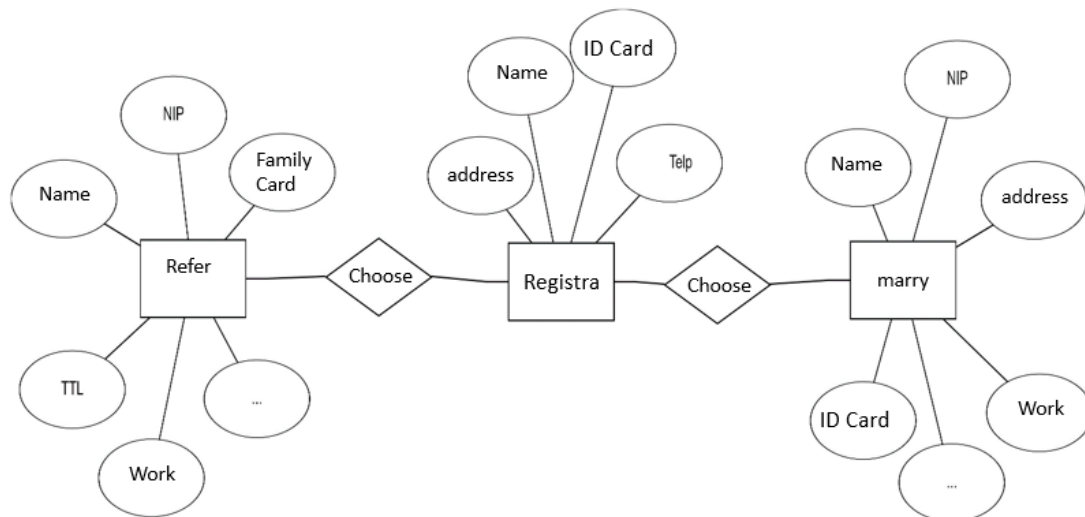 ID Card
Name
NIP
NIP
Family
Card
Name
address
Telp
Name
address
Refer
Choose
Registra
Choose
marry
TTL
...
Work
ID Card
Work
...